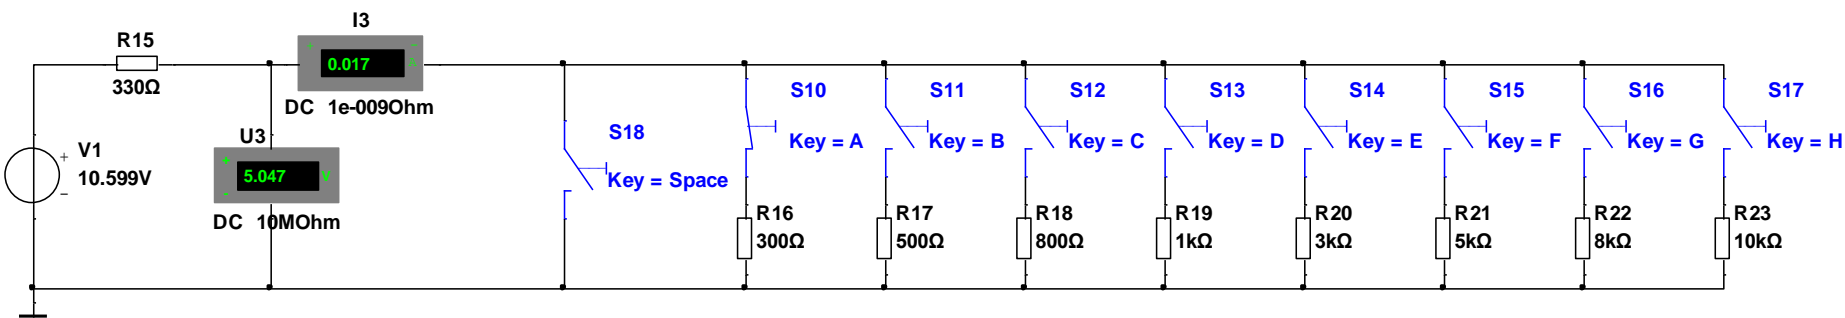 I3
R15
0.017
+
-
A
330Ω
DC 1e-009Ohm
S10
S11
S12
S13
S14
S15
S16
S17
U3
S18
Key = A
Key = B
Key = C
Key = D
Key = E
Key = F
Key = G
Key = H
V1
+
10.599V
-
+
5.047
V
-
Key = Space
DC 10MOhm
R16
300Ω
R17
500Ω
R18
800Ω
R19
1kΩ
R20
3kΩ
R21
5kΩ
R22
8kΩ
R23
10kΩ